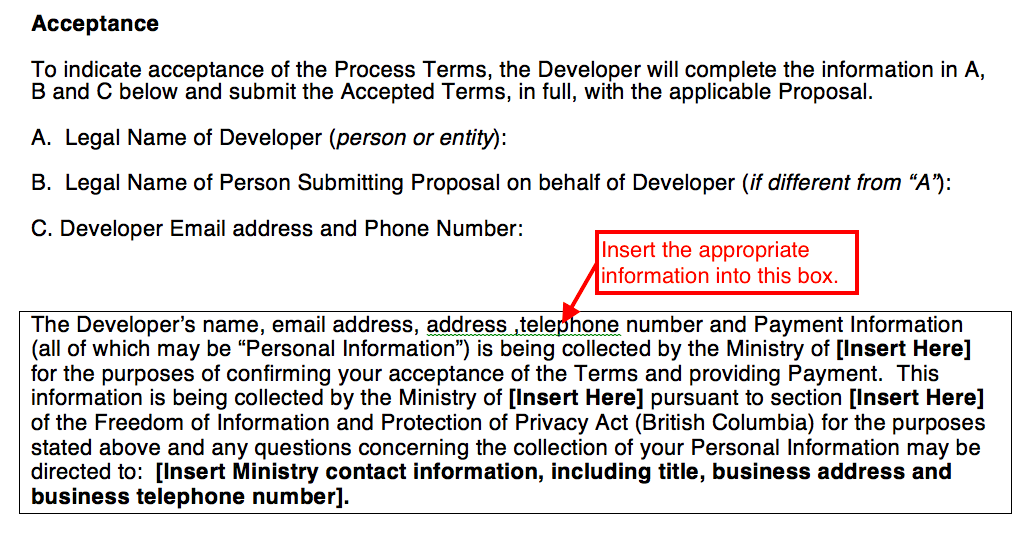 Acceptance
To indicate acceptance of the Process Terms, the Developer will complete the information in A,
B and C below and submit the Accepted Terms, in full, with the applicable Proposal.
A.  Legal Name of Developer (person or entity):
B.  Legal Name of Person Submitting Proposal on behalf of Developer (if different from “A”):
C. Developer Email address and Phone Number:
Insert the appropriate
information into this box.
The Developer’s name, email address, address ,telephone number and Payment Information
(all of which may be “Personal Information”) is being collected by the Ministry of [Insert Here]
for the purposes of confirming your acceptance of the Terms and providing Payment.  This
information is being collected by the Ministry of [Insert Here] pursuant to section [Insert Here]
of the Freedom of Information and Protection of Privacy Act (British Columbia) for the purposes
stated above and any questions concerning the collection of your Personal Information may be
directed to:  [Insert Ministry contact information, including title, business address and
business telephone number].